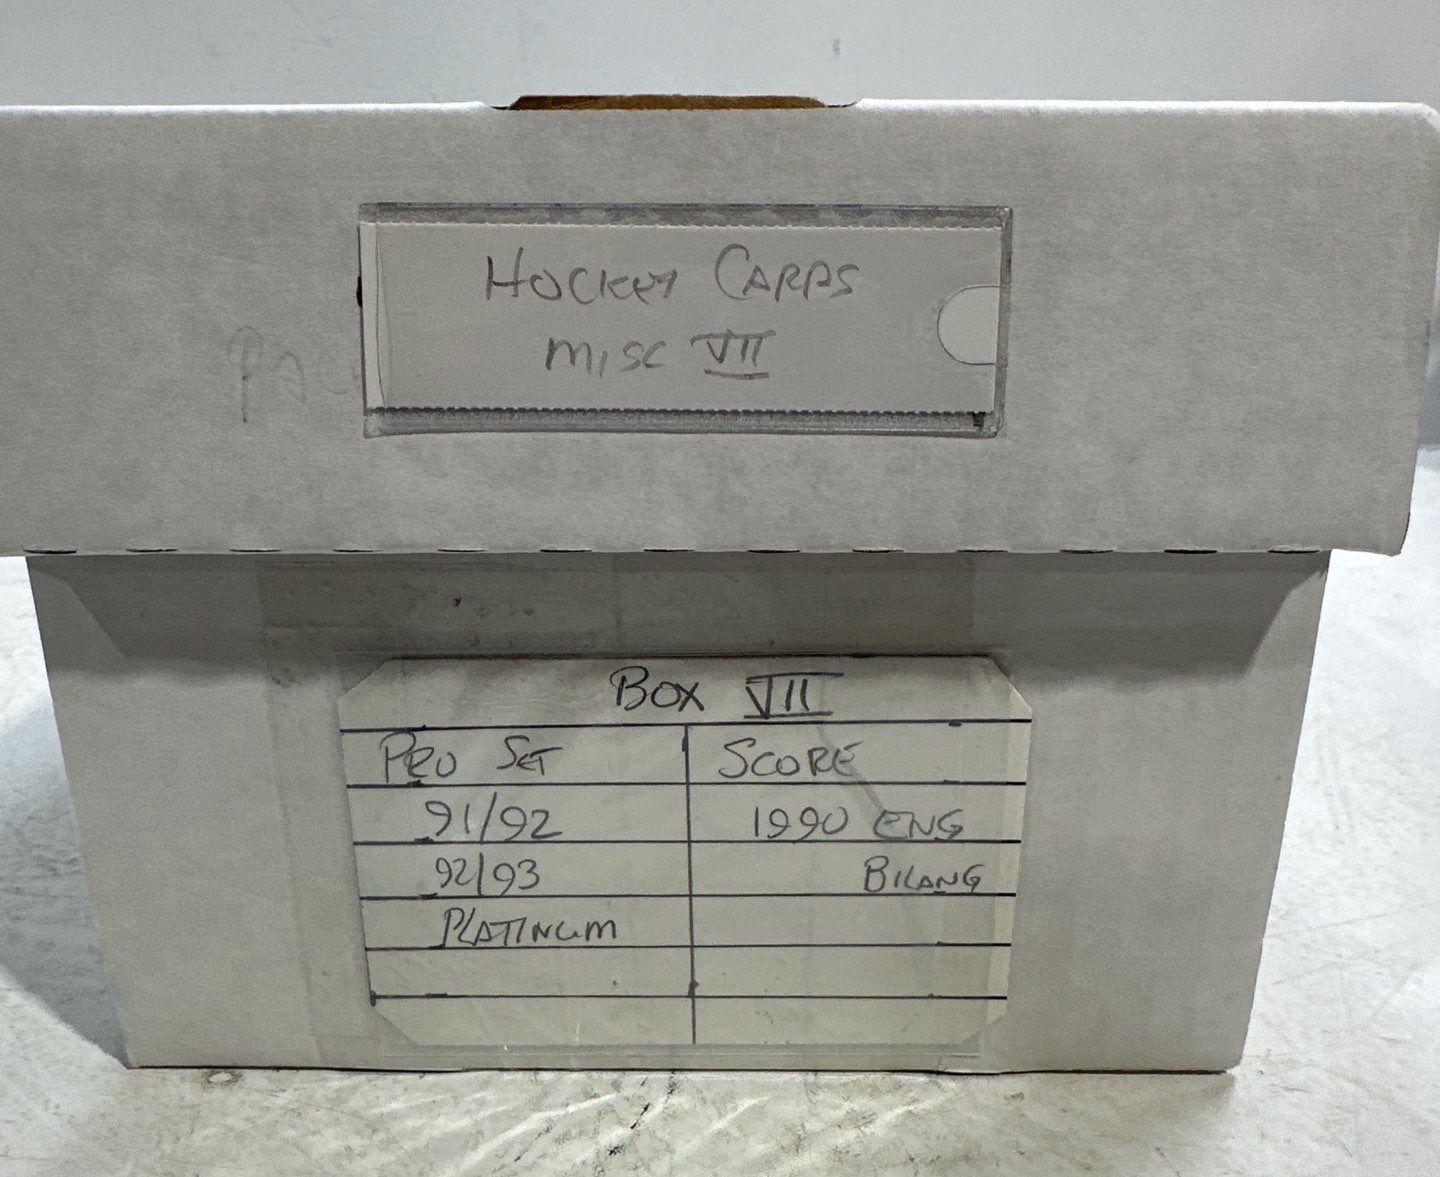 HOCKEY CARDS
MISC VII
BOX VII
PRO SET
SCORE
91/92
1990 ENG
92/93
BILANG
PLATINUM